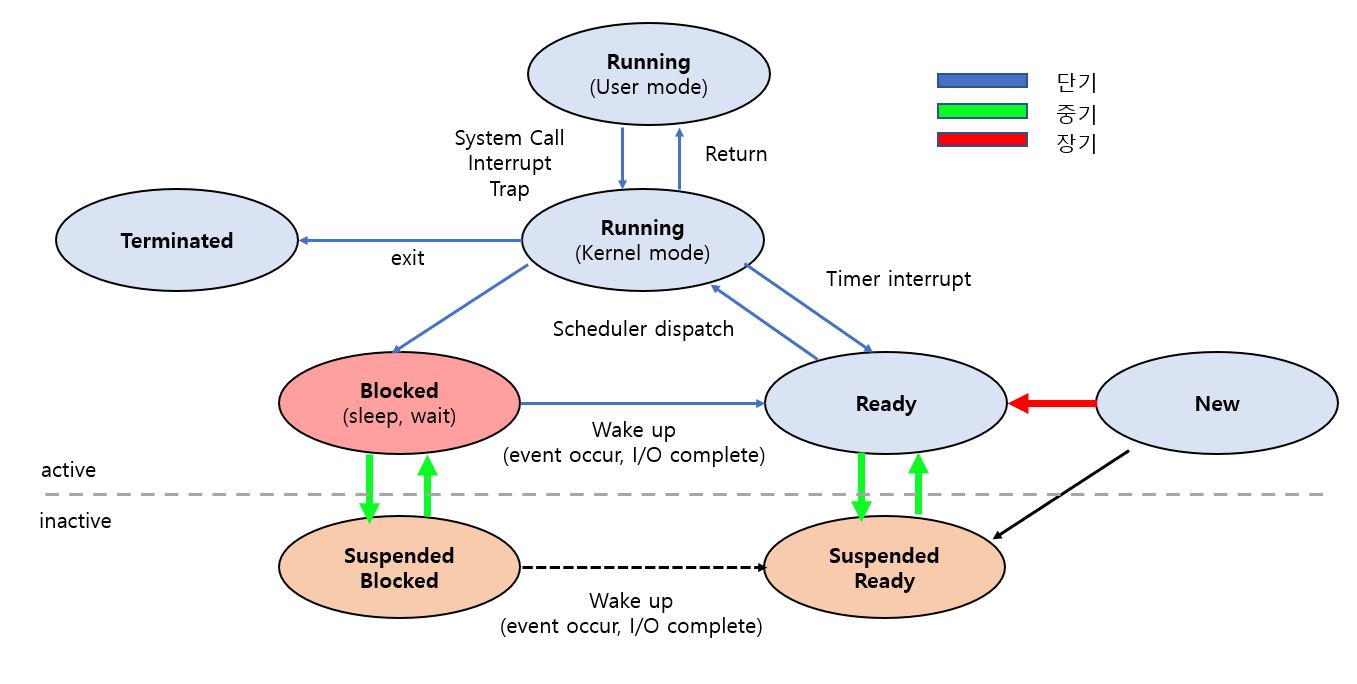 Running
(User mode)
단기
중기
장기
System Call
Interrupt
Trap
Return
Terminated
Running
(Kernel mode)
exit
Timer interrupt
Scheduler dispatch
Blocked
(sleep, wait)
Ready
New
Wake up
(event occur, I/O complete)
active
inactive
Suspended
Blocked
Suspended
Ready
Wake up
(event occur, I/O complete)